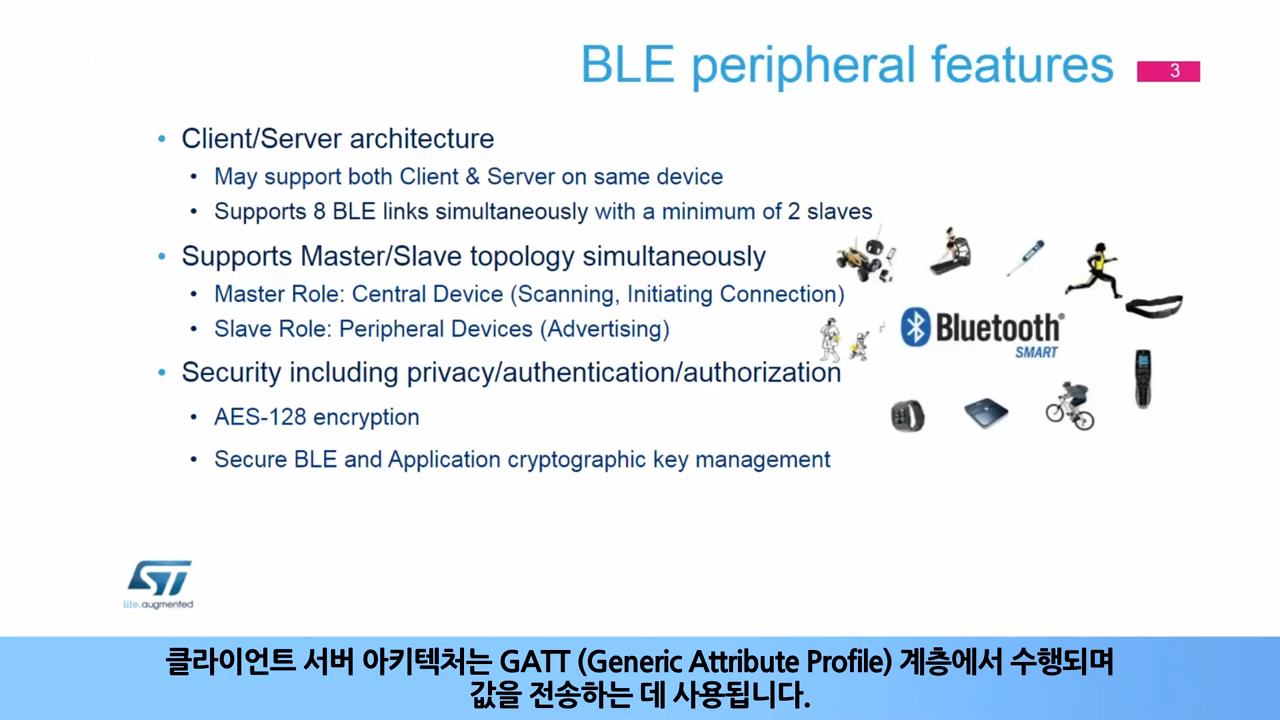 BLE peripheral features
3
• Client/Server architecture
• May support both Client & Server on same device
• Supports 8 BLE links simultaneously with a minimum of 2 slaves
• Supports Master/Slave topology simultaneously
• Master Role: Central Device (Scanning, Initiating Connection)
• Slave Role: Peripheral Devices (Advertising)
• Security including privacy/authentication/authorization
• AES-128 encryption
• Secure BLE and Application cryptographic key management
Bluetooth®
SMART
ST
life.augmented
클라이언트 서버 아키텍처는 GATT (Generic Attribute Profile) 계층에서 수행되며
값을 전송하는 데 사용됩니다.